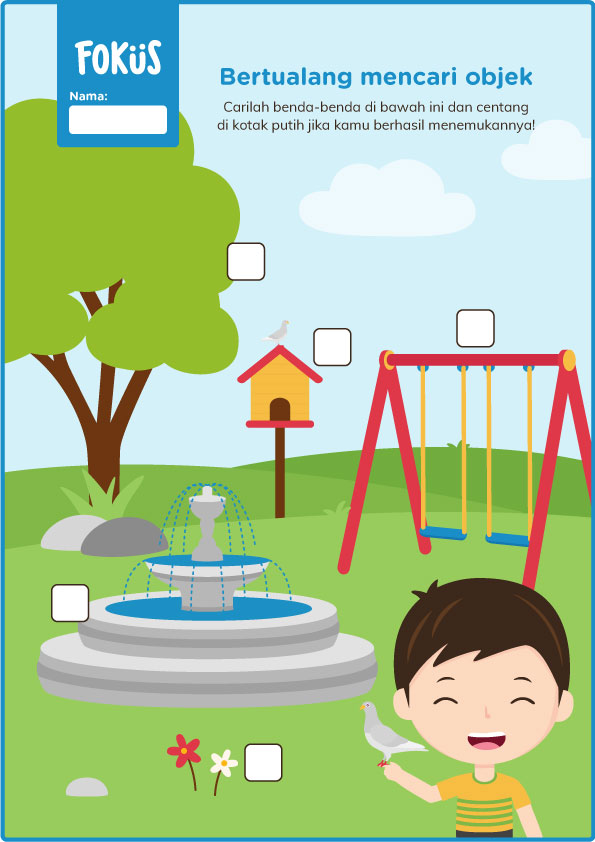 FOKÜS
Nama:
Bertualang mencari objek
Carilah benda-benda di bawah ini dan centang
di kotak putih jika kamu berhasil menemukannya!